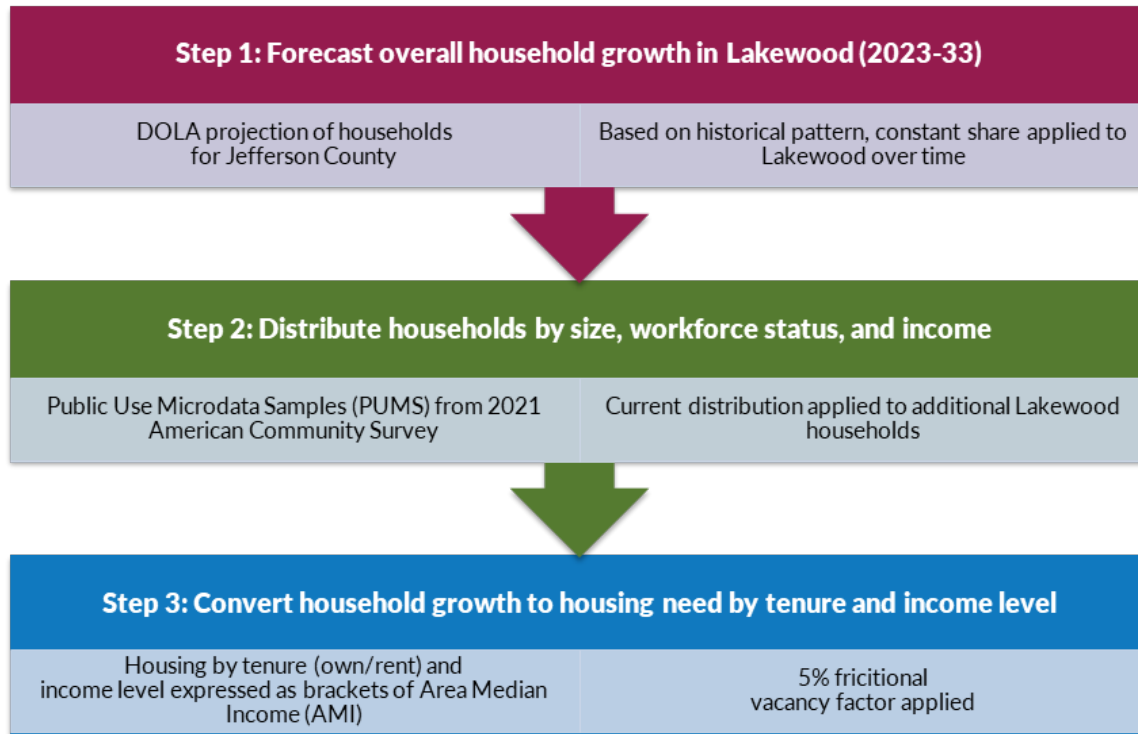 Step 1: Forecast overall household growth in Lakewood (2023-33)
DOLA projection of households
for Jefferson County
Based on historical pattern, constant share applied to
Lakewood over time
Step 2: Distribute households by size, workforce status, and income
Public Use Microdata Samples (PUMS) from 2021
American Community Survey
Current distribution applied to additional Lakewood
households
Step 3: Convert household growth to housing need by tenure and income level
Housing by tenure (own/rent) and
income level expressed as brackets of Area Median
Income (AMI)
5% fricitional
vacancy factor applied